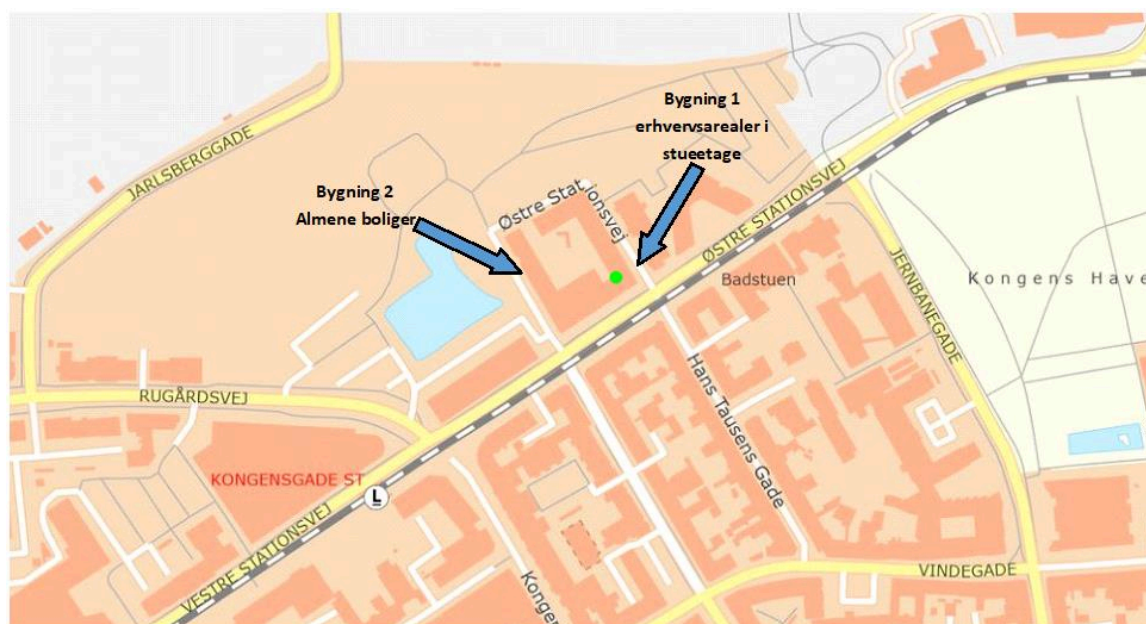 Bygning 1
erhvervsarealer i
stueetage
Bygning 2
Almene boliger
JARLSBERGGADE
Østre Stationsvej
ØSTRE STATIONSVEJ
Badstuen
JERNBANEGADE
Kongens Have
RUGÅRDSVEJ
Hans Tausens Gade
KONGENSGADE ST
L
VESTRE STATIONSVEJ
Kongen
VINDEGADE